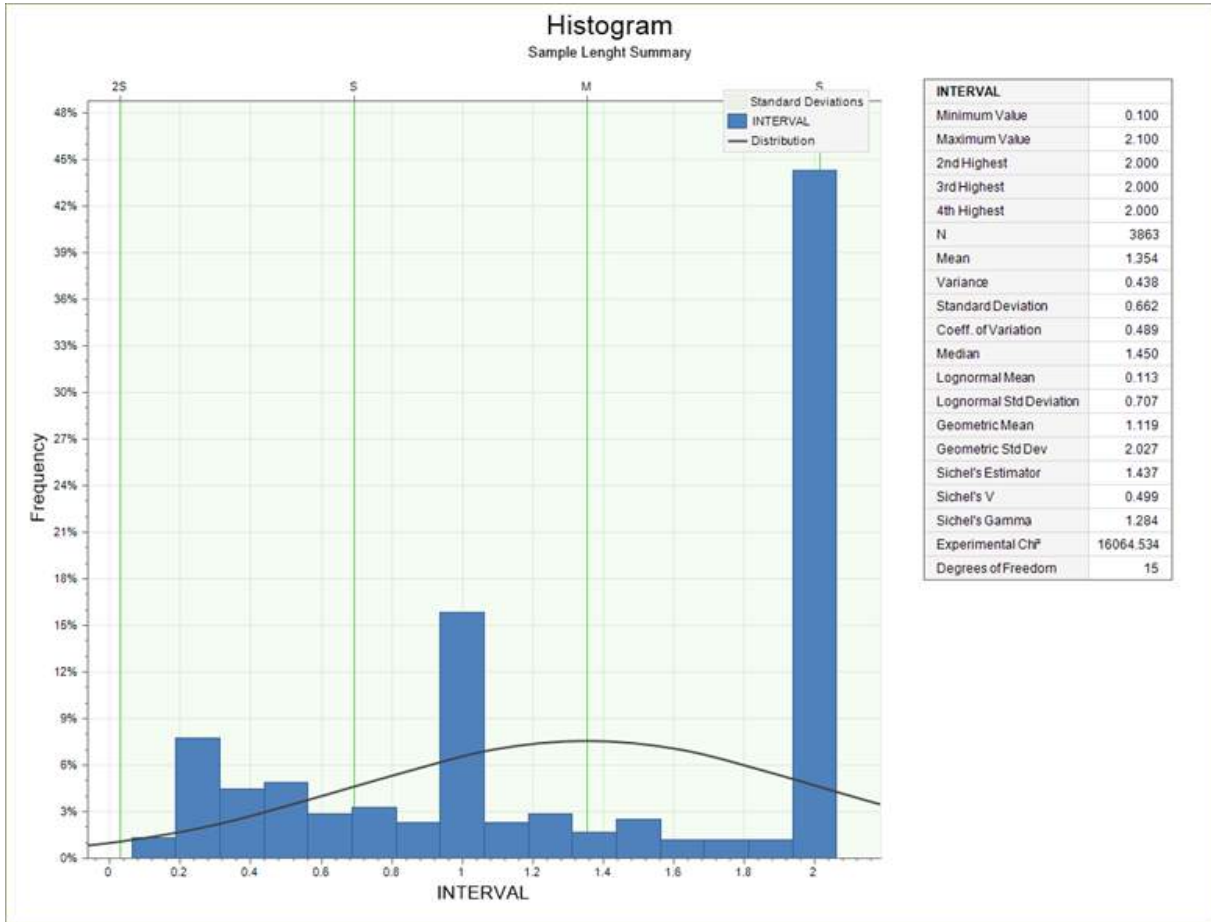 Histogram
Sample Lenght Summary
2S S M S
Standard Deviations
INTERVAL
Distribution
48%
45%
42%
39%
36%
33%
30%
27%
24%
21%
18%
15%
12%
9%
6%
3%
0%
Frequency
0 0.2 0.4 0.6 0.8 1 1.2 1.4 1.6 1.8 2
INTERVAL
INTERVAL
Minimum Value 0.100
Maximum Value 2.100
2nd Highest 2.000
3rd Highest 2.000
4th Highest 2.000
N 3863
Mean 1.354
Variance 0.438
Standard Deviation 0.662
Coeff. of Variation 0.489
Median 1.450
Lognormal Mean 0.113
Lognormal Std Deviation 0.707
Geometric Mean 1.119
Geometric Std Dev 2.027
Sichel's Estimator 1.437
Sichel's V 0.499
Sichel's Gamma 1.284
Experimental Chi² 16064.534
Degrees of Freedom 15